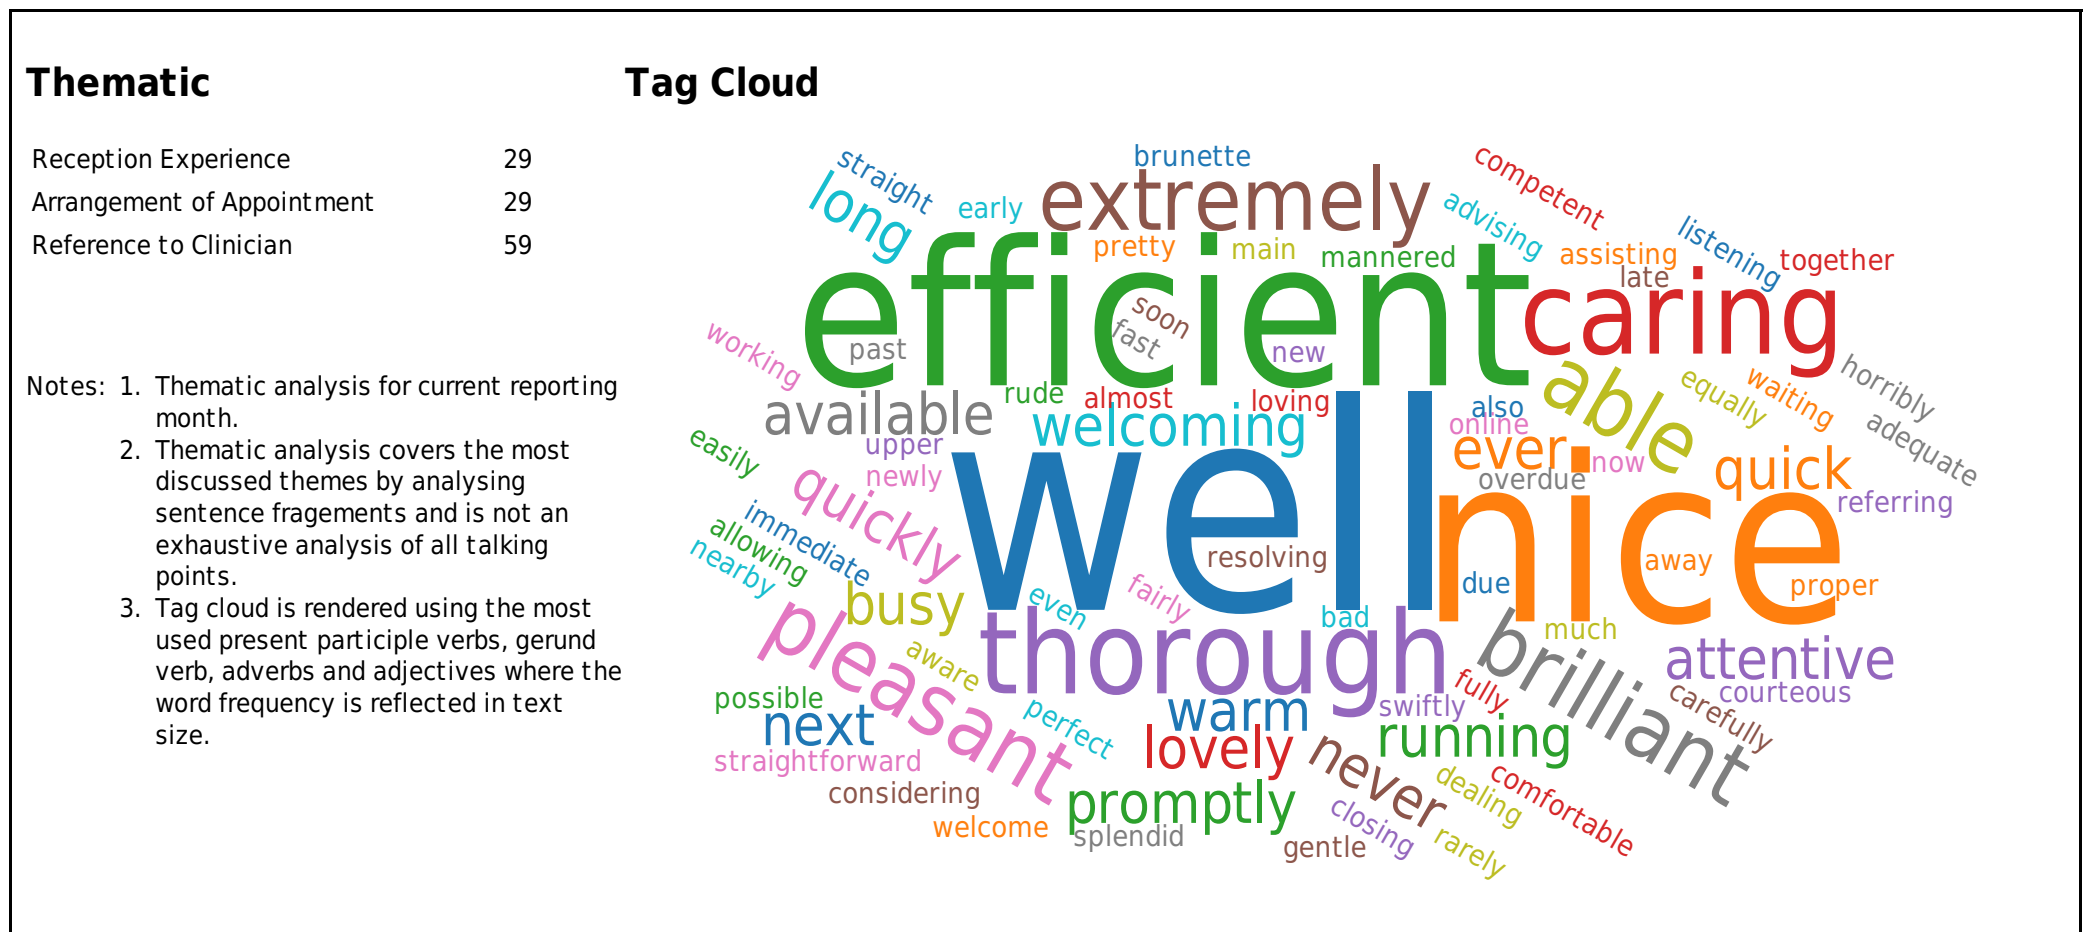 Thematic
Tag Cloud
Reception Experience 29
Arrangement of Appointment 29
Reference to Clinician 59
Notes: 1. Thematic analysis for current reporting
month.
2. Thematic analysis covers the most
discussed themes by analysing
sentence fragements and is not an
exhaustive analysis of all talking
points.
3. Tag cloud is rendered using the most
used present participle verbs, gerund
verb, adverbs and adjectives where the
word frequency is reflected in text
size.
brunette
straight
competent
long
early
extremely
advising
listening
pretty
main
mannered
assisting
together
late
efficient
caring
soon
fast
working
past
new
horribly
able
equally
waiting
available
rude
almost
loving
also
online
adequate
welcoming
upper
easily
ever
now
quick
newly
overdue
referring
quickly
well
nice
immediate
allowing
nearby
resolving
away
due
proper
busy
even
fairly
bad
much
pleasant
thorough
brilliant
attentive
aware
fully
courteous
carefully
possible
next
perfect
warm
swiftly
straightforward
lovely
never
running
considering
promptly
dealing
comfortable
welcome
splendid
closing
gentle
rarely